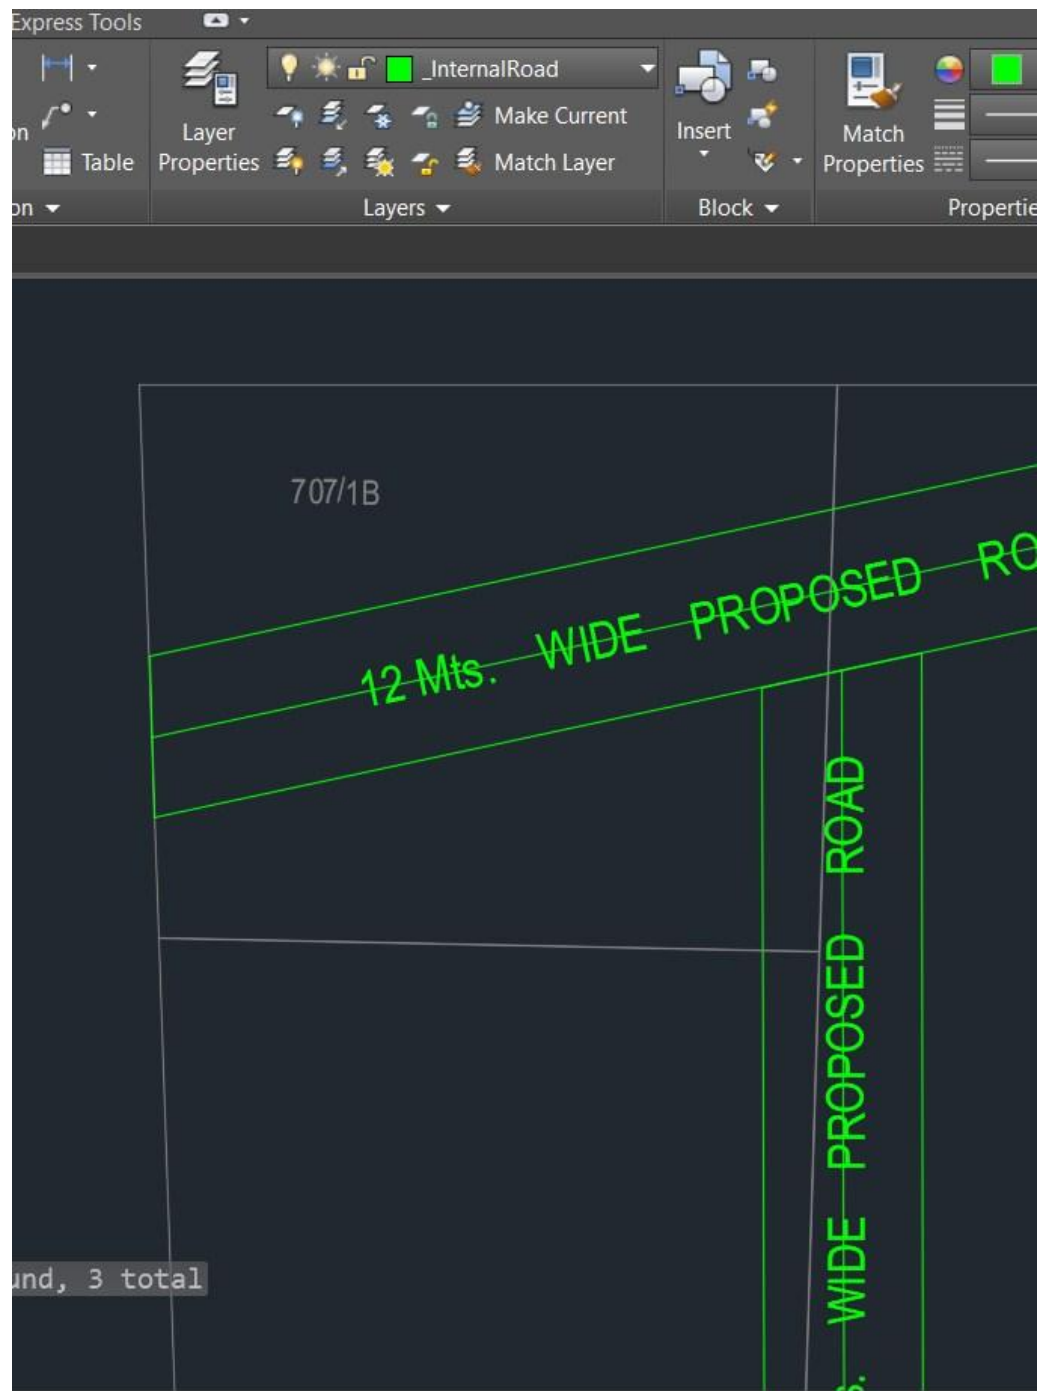 Express Tools
_InternalRoad
Make Current
Layer
Properties
Table
Match Layer
Insert
Match
Properties
Layers
Block
707/1B
12 Mts. WIDE PROPOSED
WIDE PROPOSED ROAD
3 total